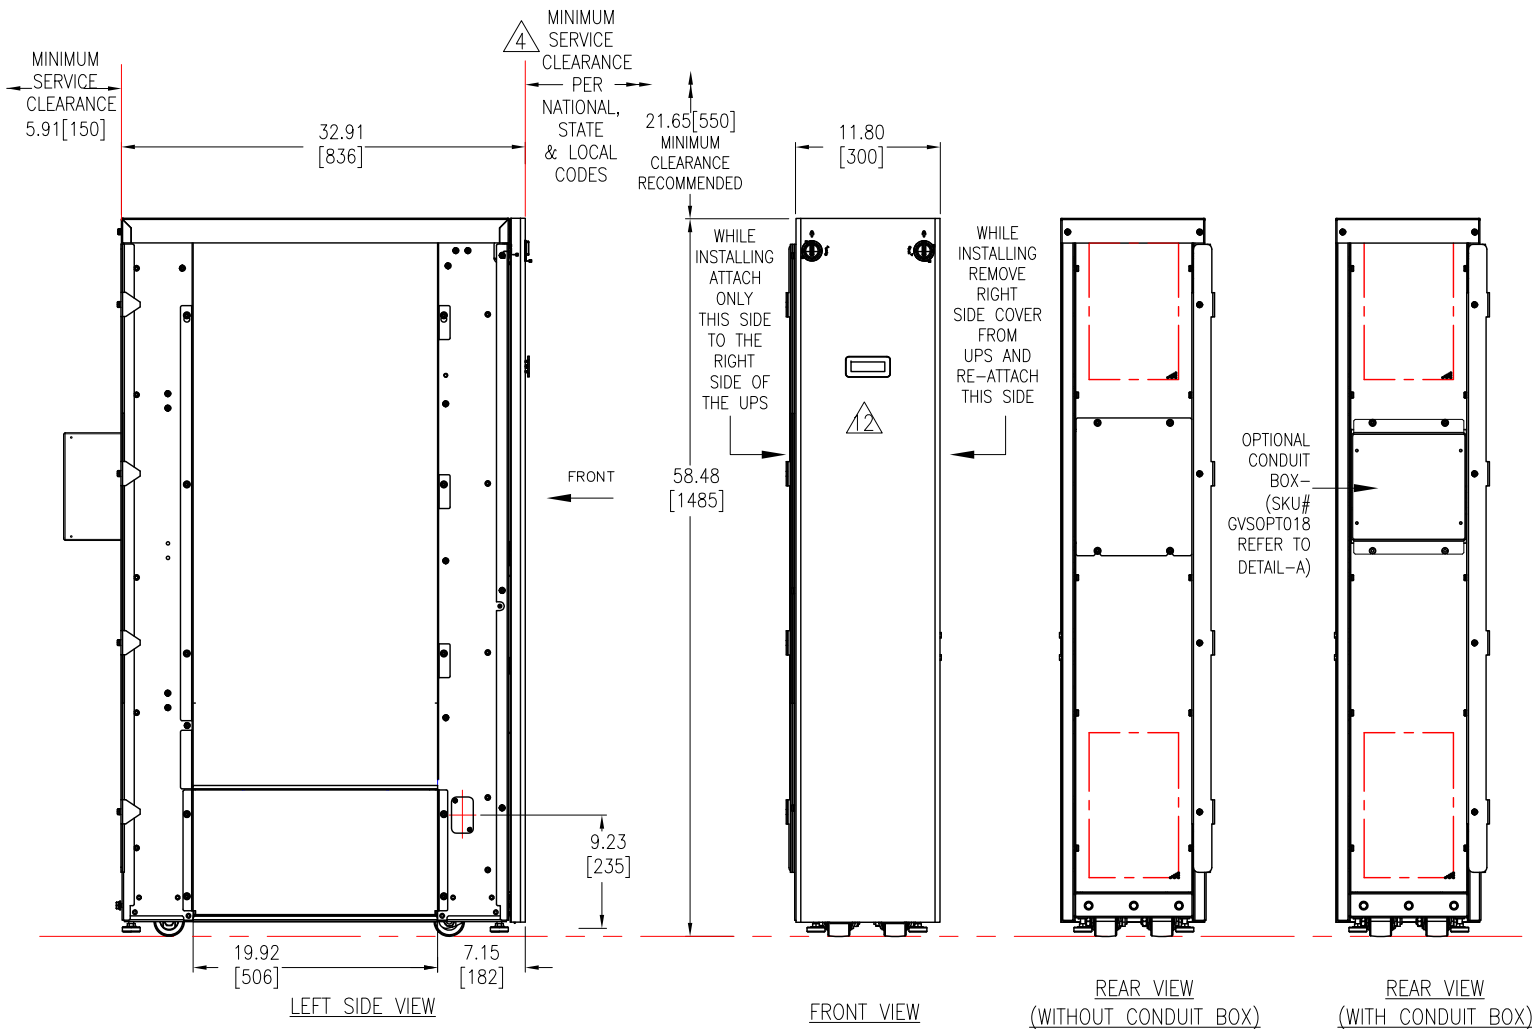 MINIMUM
SERVICE
CLEARANCE
5.91[150]
32.91
[836]
4
MINIMUM
SERVICE
CLEARANCE
PER
NATIONAL,
STATE
& LOCAL
CODES
21.65[550]
MINIMUM
CLEARANCE
RECOMMENDED
11.80
[300]
WHILE
INSTALLING
ATTACH
ONLY
THIS SIDE
TO THE
RIGHT
SIDE OF
THE UPS
12
WHILE
INSTALLING
REMOVE
RIGHT
SIDE COVER
FROM
UPS AND
RE-ATTACH
THIS SIDE
FRONT
58.48
[1485]
OPTIONAL
CONDUIT
BOX-
(SKU#
GVSOPT018
REFER TO
DETAIL-A)
9.23
[235]
19.92
[506]
7.15
[182]
LEFT SIDE VIEW
FRONT VIEW
REAR VIEW
(WITHOUT CONDUIT BOX)
REAR VIEW
(WITH CONDUIT BOX)